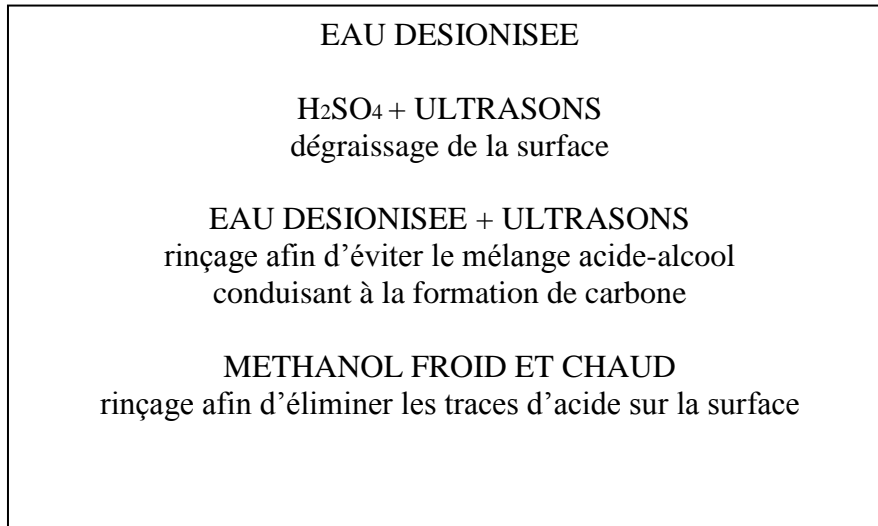 EAU DESIONISEE
H2SO4 + ULTRASONS
dégraissage de la surface
EAU DESIONISEE + ULTRASONS
rinçage afin d'éviter le mélange acide-alcool
conduisant à la formation de carbone
METHANOL FROID ET CHAUD
rinçage afin d'éliminer les traces d'acide sur la surface